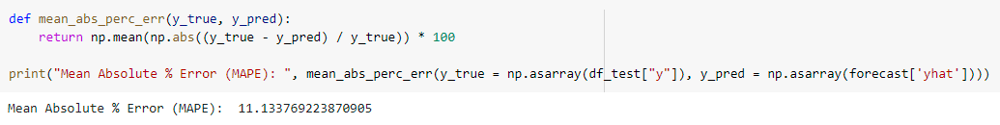 def mean_abs_perc_err(y_true, y_pred):
    return np.mean(np.abs((y_true - y_pred) / y_true)) * 100
print("Mean Absolute % Error (MAPE): ", mean_abs_perc_err(y_true = np.asarray(df_test["y"]), y_pred = np.asarray(forecast['yhat'])))
Mean Absolute % Error (MAPE):  11.133769223870905